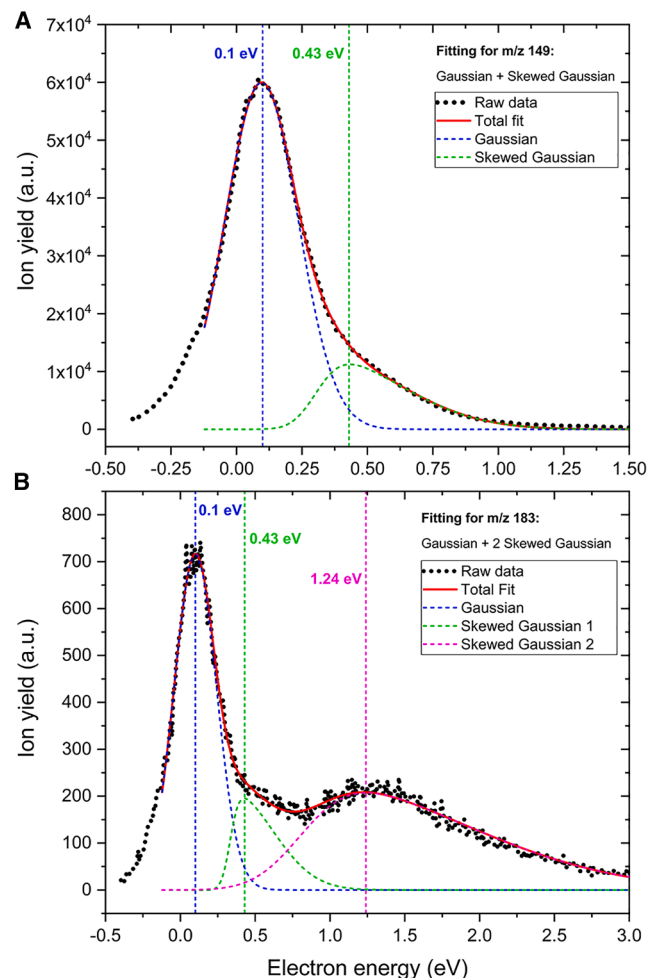 A
7x10⁴
6x10⁴
5x10⁴
4x10⁴
3x10⁴
2x10⁴
1x10⁴
0
Ion yield (a.u.)
0.1 eV
0.43 eV
Fitting for m/z 149:
Gaussian + Skewed Gaussian
Raw data
Total fit
Gaussian
Skewed Gaussian
-0.50 -0.25 0.00 0.25 0.50 0.75 1.00 1.25 1.50
B
800
700
600
500
400
300
200
100
0
Ion yield (a.u.)
0.1 eV
0.43 eV
1.24 eV
Fitting for m/z 183:
Gaussian + 2 Skewed Gaussian
Raw data
Total Fit
Gaussian
Skewed Gaussian 1
Skewed Gaussian 2
-0.5 0.0 0.5 1.0 1.5 2.0 2.5 3.0
Electron energy (eV)